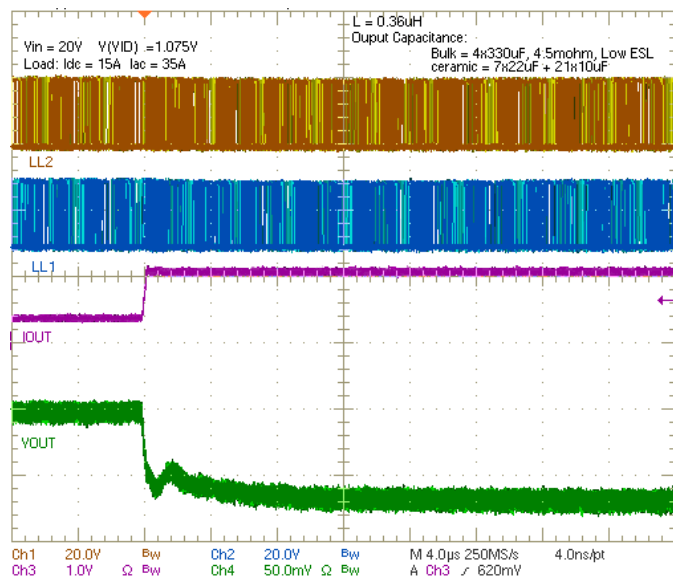 L = 0.36uH
Ouput Capacitance:
Vin = 20V V(VID) .=1.075V
Bulk = 4x330uF, 4.5mohm, Low ESL
Load: Idc = 15A Iac = 35A
ceramic = 7x22uF + 21x10uF
LL2
LL1
IOUT
VOUT
Ch1 20.0V Bw Ch2 20.0V Bw M 4.0µs 250MS/s 4.0ns/pt
Ch3 1.0V Ω Bw Ch4 50.0mV Ω Bw A Ch3 / 620mV